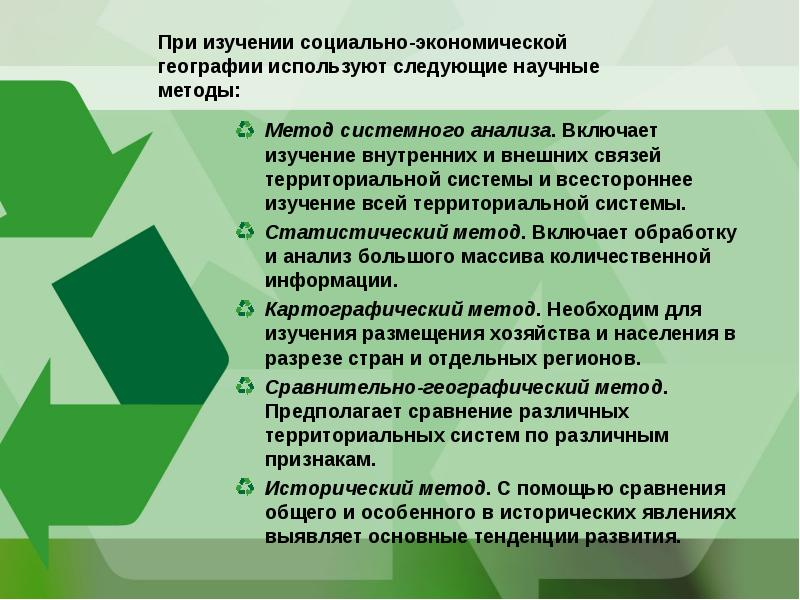 При изучении социально-экономической
географии используют следующие научные
методы:
Метод системного анализа. Включает
изучение внутренних и внешних связей
территориальной системы и всестороннее
изучение всей территориальной системы.
Статистический метод. Включает обработку
и анализ большого массива количественной
информации.
Картографический метод. Необходим для
изучения размещения хозяйства и населения в
разрезе стран и отдельных регионов.
Сравнительно-географический метод.
Предполагает сравнение различных
территориальных систем по различным
признакам.
Исторический метод. С помощью сравнения
общего и особенного в исторических явлениях
выявляет основные тенденции развития.